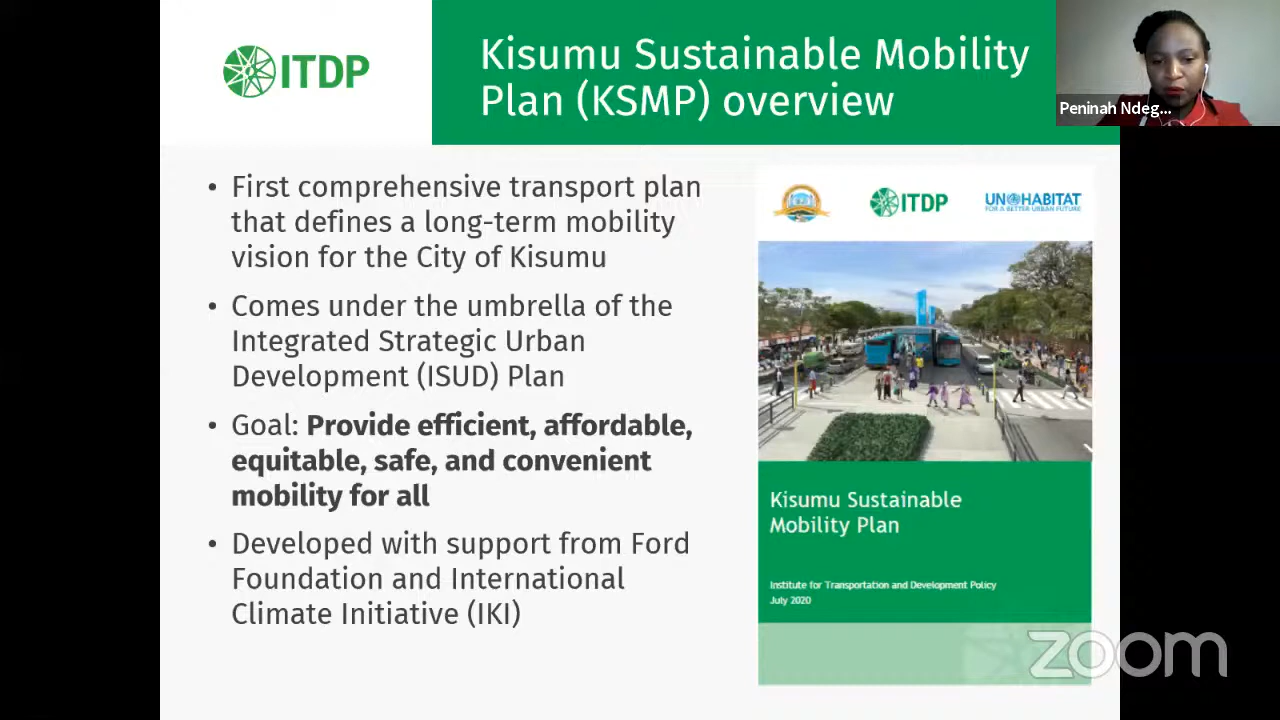 ITDP
Kisumu Sustainable Mobility
Plan (KSMP) overview
Peninah Ndeg...
• First comprehensive transport plan
that defines a long-term mobility
vision for the City of Kisumu
• Comes under the umbrella of the
Integrated Strategic Urban
Development (ISUD) Plan
• Goal: Provide efficient, affordable,
equitable, safe, and convenient
mobility for all
• Developed with support from Ford
Foundation and International
Climate Initiative (IKI)
ITDP
UN HABITAT
FOR A BETTER URBAN FUTURE
Kisumu Sustainable
Mobility Plan
Institute for Transportation and Development Policy
July 2020
zoom